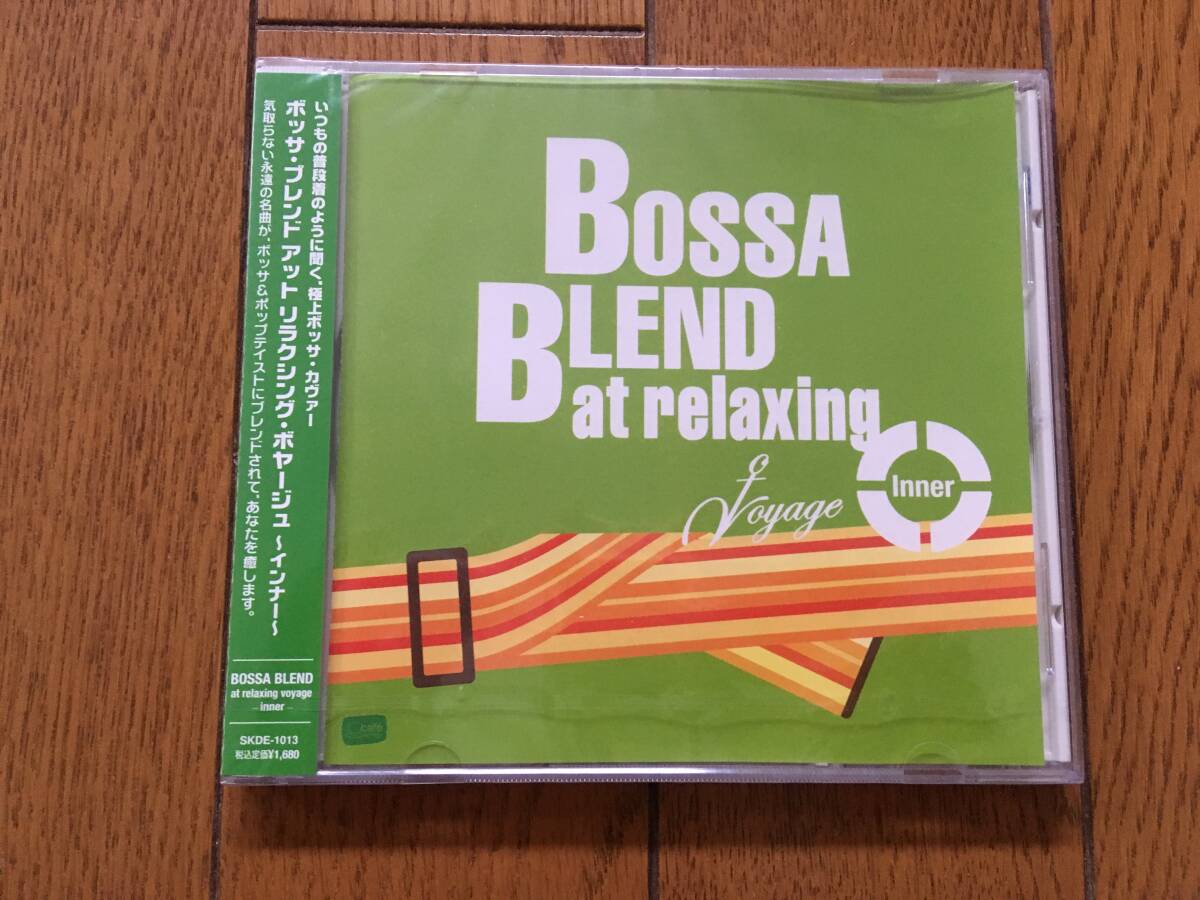 いつもの普段着のように聞く、極上ボッサ・カヴァー
ボッサ・ブレンド アット リラクシング・ボヤージュ ～インナー～
気取らない永遠の名曲が、ボッサ&ポップテイストにブレンドされて、あなたを癒します。
BOSSA BLEND
at relaxing voyage
– inner –
SKDE-1013
税込定価¥1,680
BOSSA
BLEND
at relaxing
Voyage
Inner